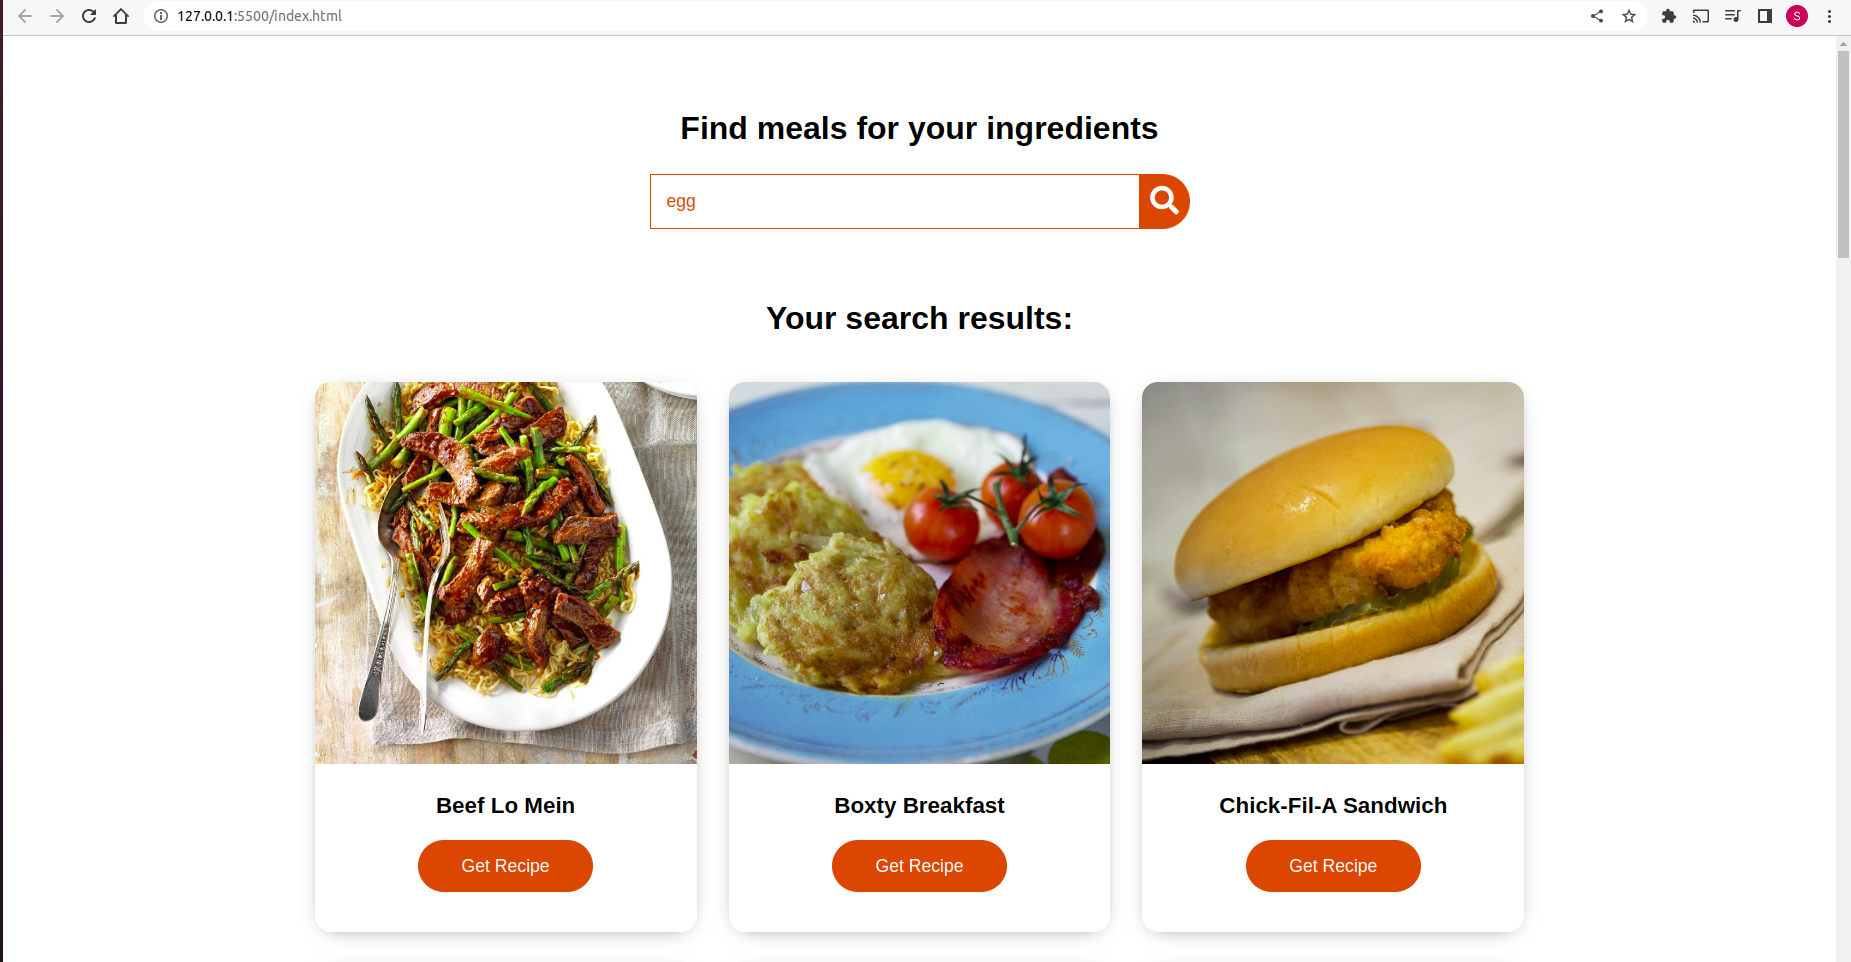 127.0.0.1:5500/index.html
S
Find meals for your ingredients
egg
Your search results:
Beef Lo Mein
Boxty Breakfast
Chick-Fil-A Sandwich
Get Recipe
Get Recipe
Get Recipe